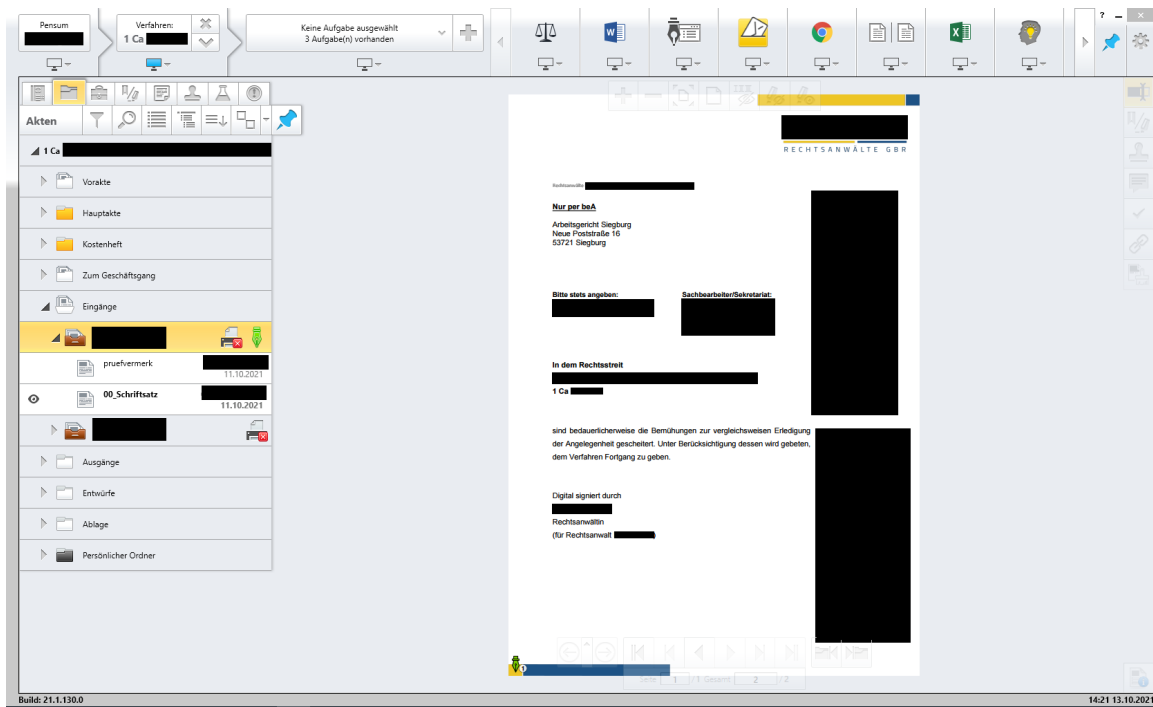 Pensum
Verfahren:
1 Ca
Keine Aufgabe ausgewählt
3 Aufgabe(n) vorhanden
?
Akten
1 Ca
Vorakte
Hauptakte
Kostenheft
Zum Geschäftsgang
Eingänge
pruefvermerk
11.10.2021
00_Schriftsatz
11.10.2021
Ausgänge
Entwürfe
Ablage
Persönlicher Ordner
RECHTSANWÄLTE GBR
Rechtsanwälte
Nur per beA
Arbeitsgericht Siegburg
Neue Poststraße 16
53721 Siegburg
Bitte stets angeben:
Sachbearbeiter/Sekretariat:
In dem Rechtsstreit
1 Ca
sind bedauerlicherweise die Bemühungen zur vergleichsweisen Erledigung
der Angelegenheit gescheitert. Unter Berücksichtigung dessen wird gebeten,
dem Verfahren Fortgang zu geben.
Digital signiert durch
Rechtsanwältin
(für Rechtsanwalt )
1
Seite 1 /1 Gesamt 2 /2
Build: 21.1.130.0
14:21 13.10.2021